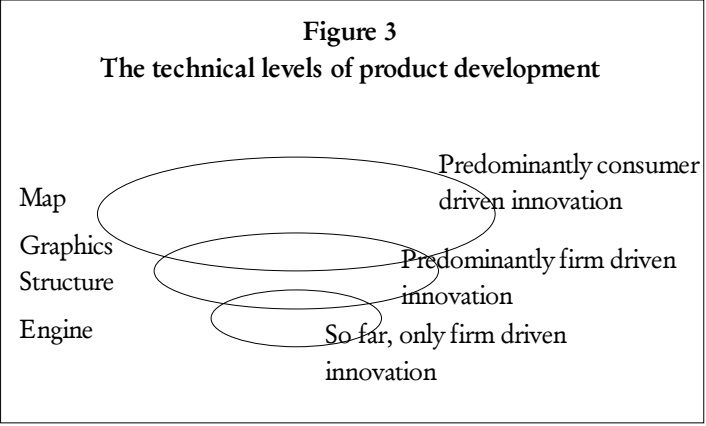 Figure 3
The technical levels of product development
Predominantly consumer
driven innovation
Map
Graphics
Structure
Predominantly firm driven
innovation
Engine
So far, only firm driven
innovation